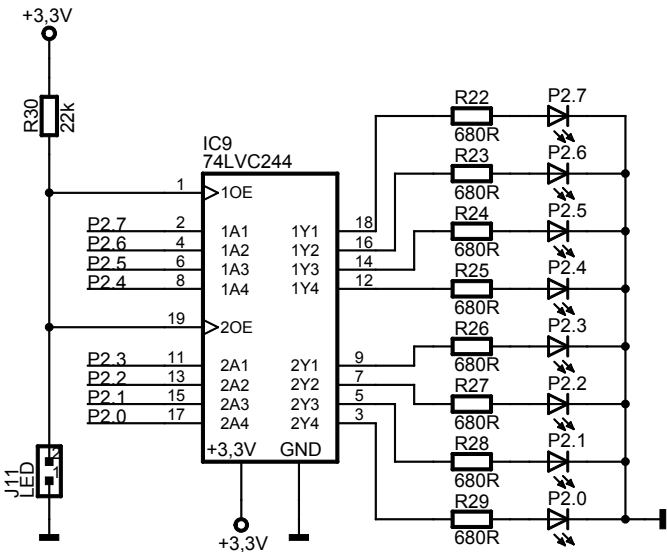 +3,3V
R30
22k
IC9
74LVC244
1 1OE
P2.7 2 1A1 1Y1 18
P2.6 4 1A2 1Y2 16
P2.5 6 1A3 1Y3 14
P2.4 8 1A4 1Y4 12
19 2OE
P2.3 11 2A1 2Y1 9
P2.2 13 2A2 2Y2 7
P2.1 15 2A3 2Y3 5
P2.0 17 2A4 2Y4 3
+3,3V GND
+3,3V
J11
LED
2
1
R22 P2.7
680R
R23 P2.6
680R
R24 P2.5
680R
R25 P2.4
680R
R26 P2.3
680R
R27 P2.2
680R
R28 P2.1
680R
R29 P2.0
680R